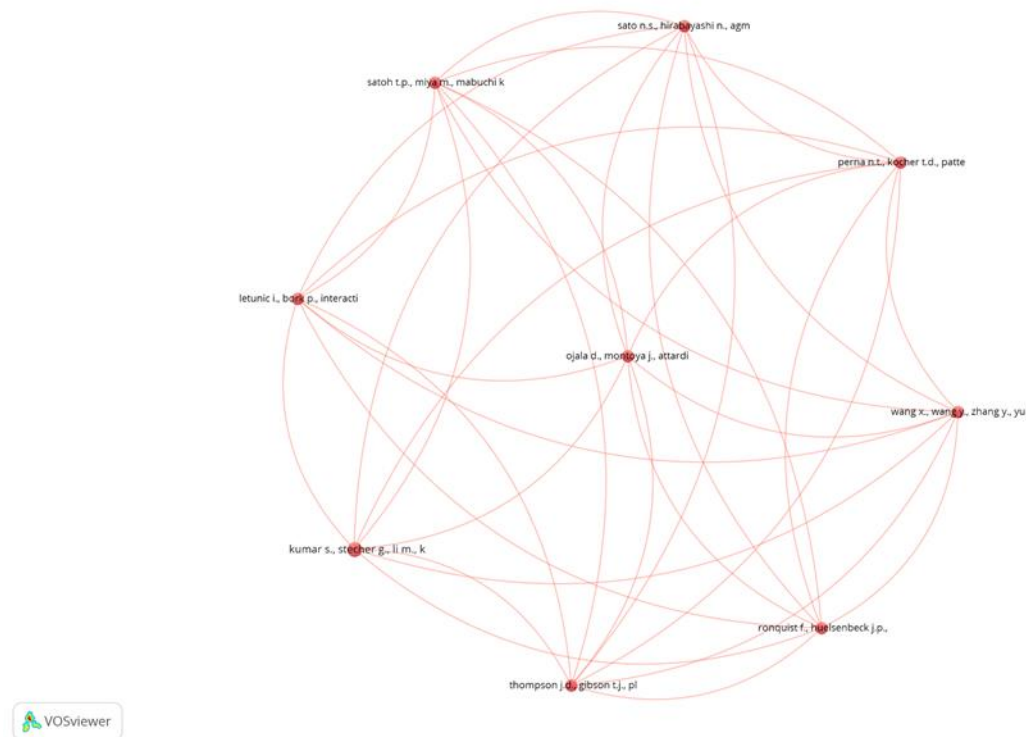 sato n.s., hirabayashi n., agm
satoh t.p., miya m., mabuchi k
perna n.t., kocher t.d., patte
letunic i., bork p., interacti
ojala d., montoya j., attardi
wang x., wang y., zhang y., yu
kumar s., stecher g., li m., k
ronquist f., huelsenbeck j.p.,
thompson j.d., gibson t.j., pl
VOSviewer